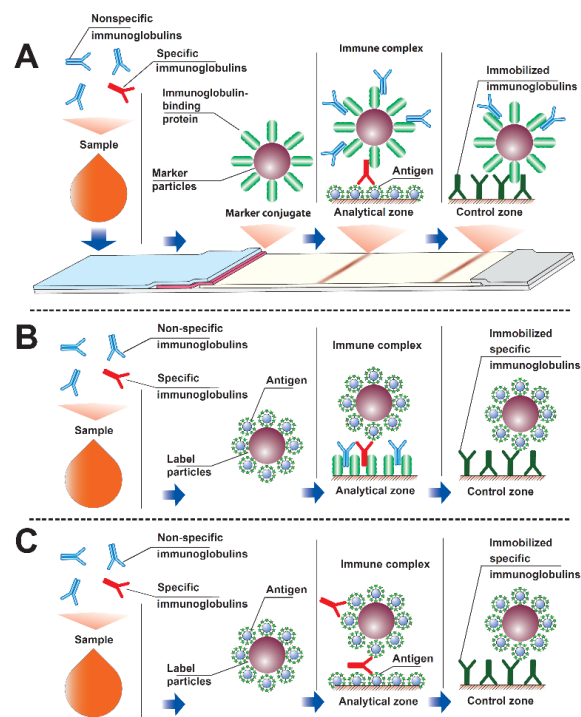 A
Nonspecific
immunoglobulins
Specific
immunoglobulins
Sample
Immunoglobulin-
binding
protein
Marker
particles
Marker conjugate
Immune complex
Antigen
Analytical zone
Immobilized
immunoglobulins
Control zone
B
Non-specific
immunoglobulins
Specific
immunoglobulins
Sample
Antigen
Label
particles
Immune complex
Analytical zone
Immobilized
specific
immunoglobulins
Control zone
C
Non-specific
immunoglobulins
Specific
immunoglobulins
Sample
Antigen
Label
particles
Immune complex
Antigen
Analytical zone
Immobilized
specific
immunoglobulins
Control zone